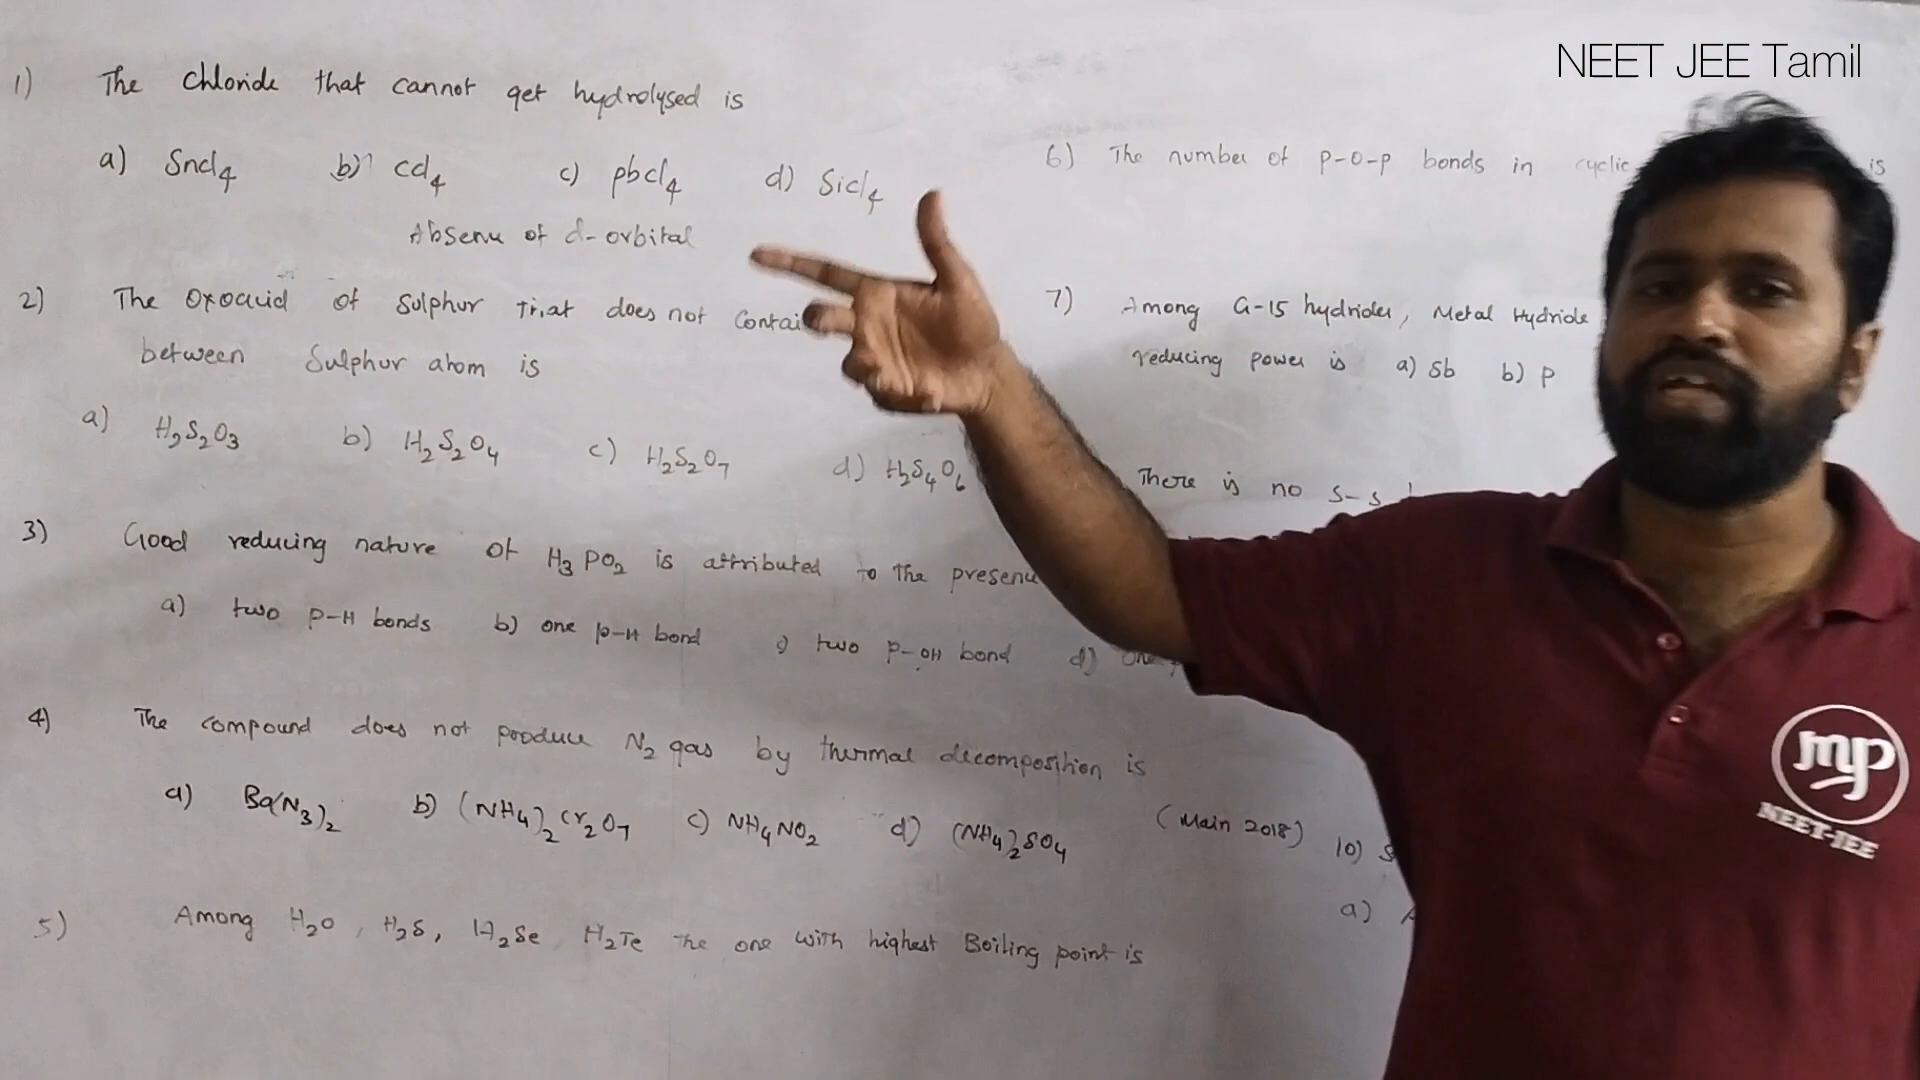 NEET JEE Tamil
1) The chloride that cannot get hydrolysed is
a) SnCl4 b) CCl4 c) pbcl4 d) Sicl4
Absence of d-orbital
2) The Oxoacid of Sulphur that does not Contai
between Sulphur atom is
a) H2S2O3 b) H2S2O4 c) H2S2O7 d) H2S4O6
3) Good reducing nature of H3PO2 is attributed to the presen
a) two P-H bonds b) one p-H bond c) two P-OH bond d) one p
4) The compound does not produce N2 gas by thermal decomposition is
a) Ba(N3)2 b) (NH4)2Cr2O7 c) NH4NO2 d) (NH4)2SO4 (Main 2018)
5) Among H2O, H2S, H2Se, H2Te the one with highest Boiling point is
6) The number of P-O-P bonds in cyclic is
7) Among G-15 hydrides, Metal Hydride
reducing power is a) Sb b) P
There is no S-S
10) S
a) A
mp
NEET-JEE